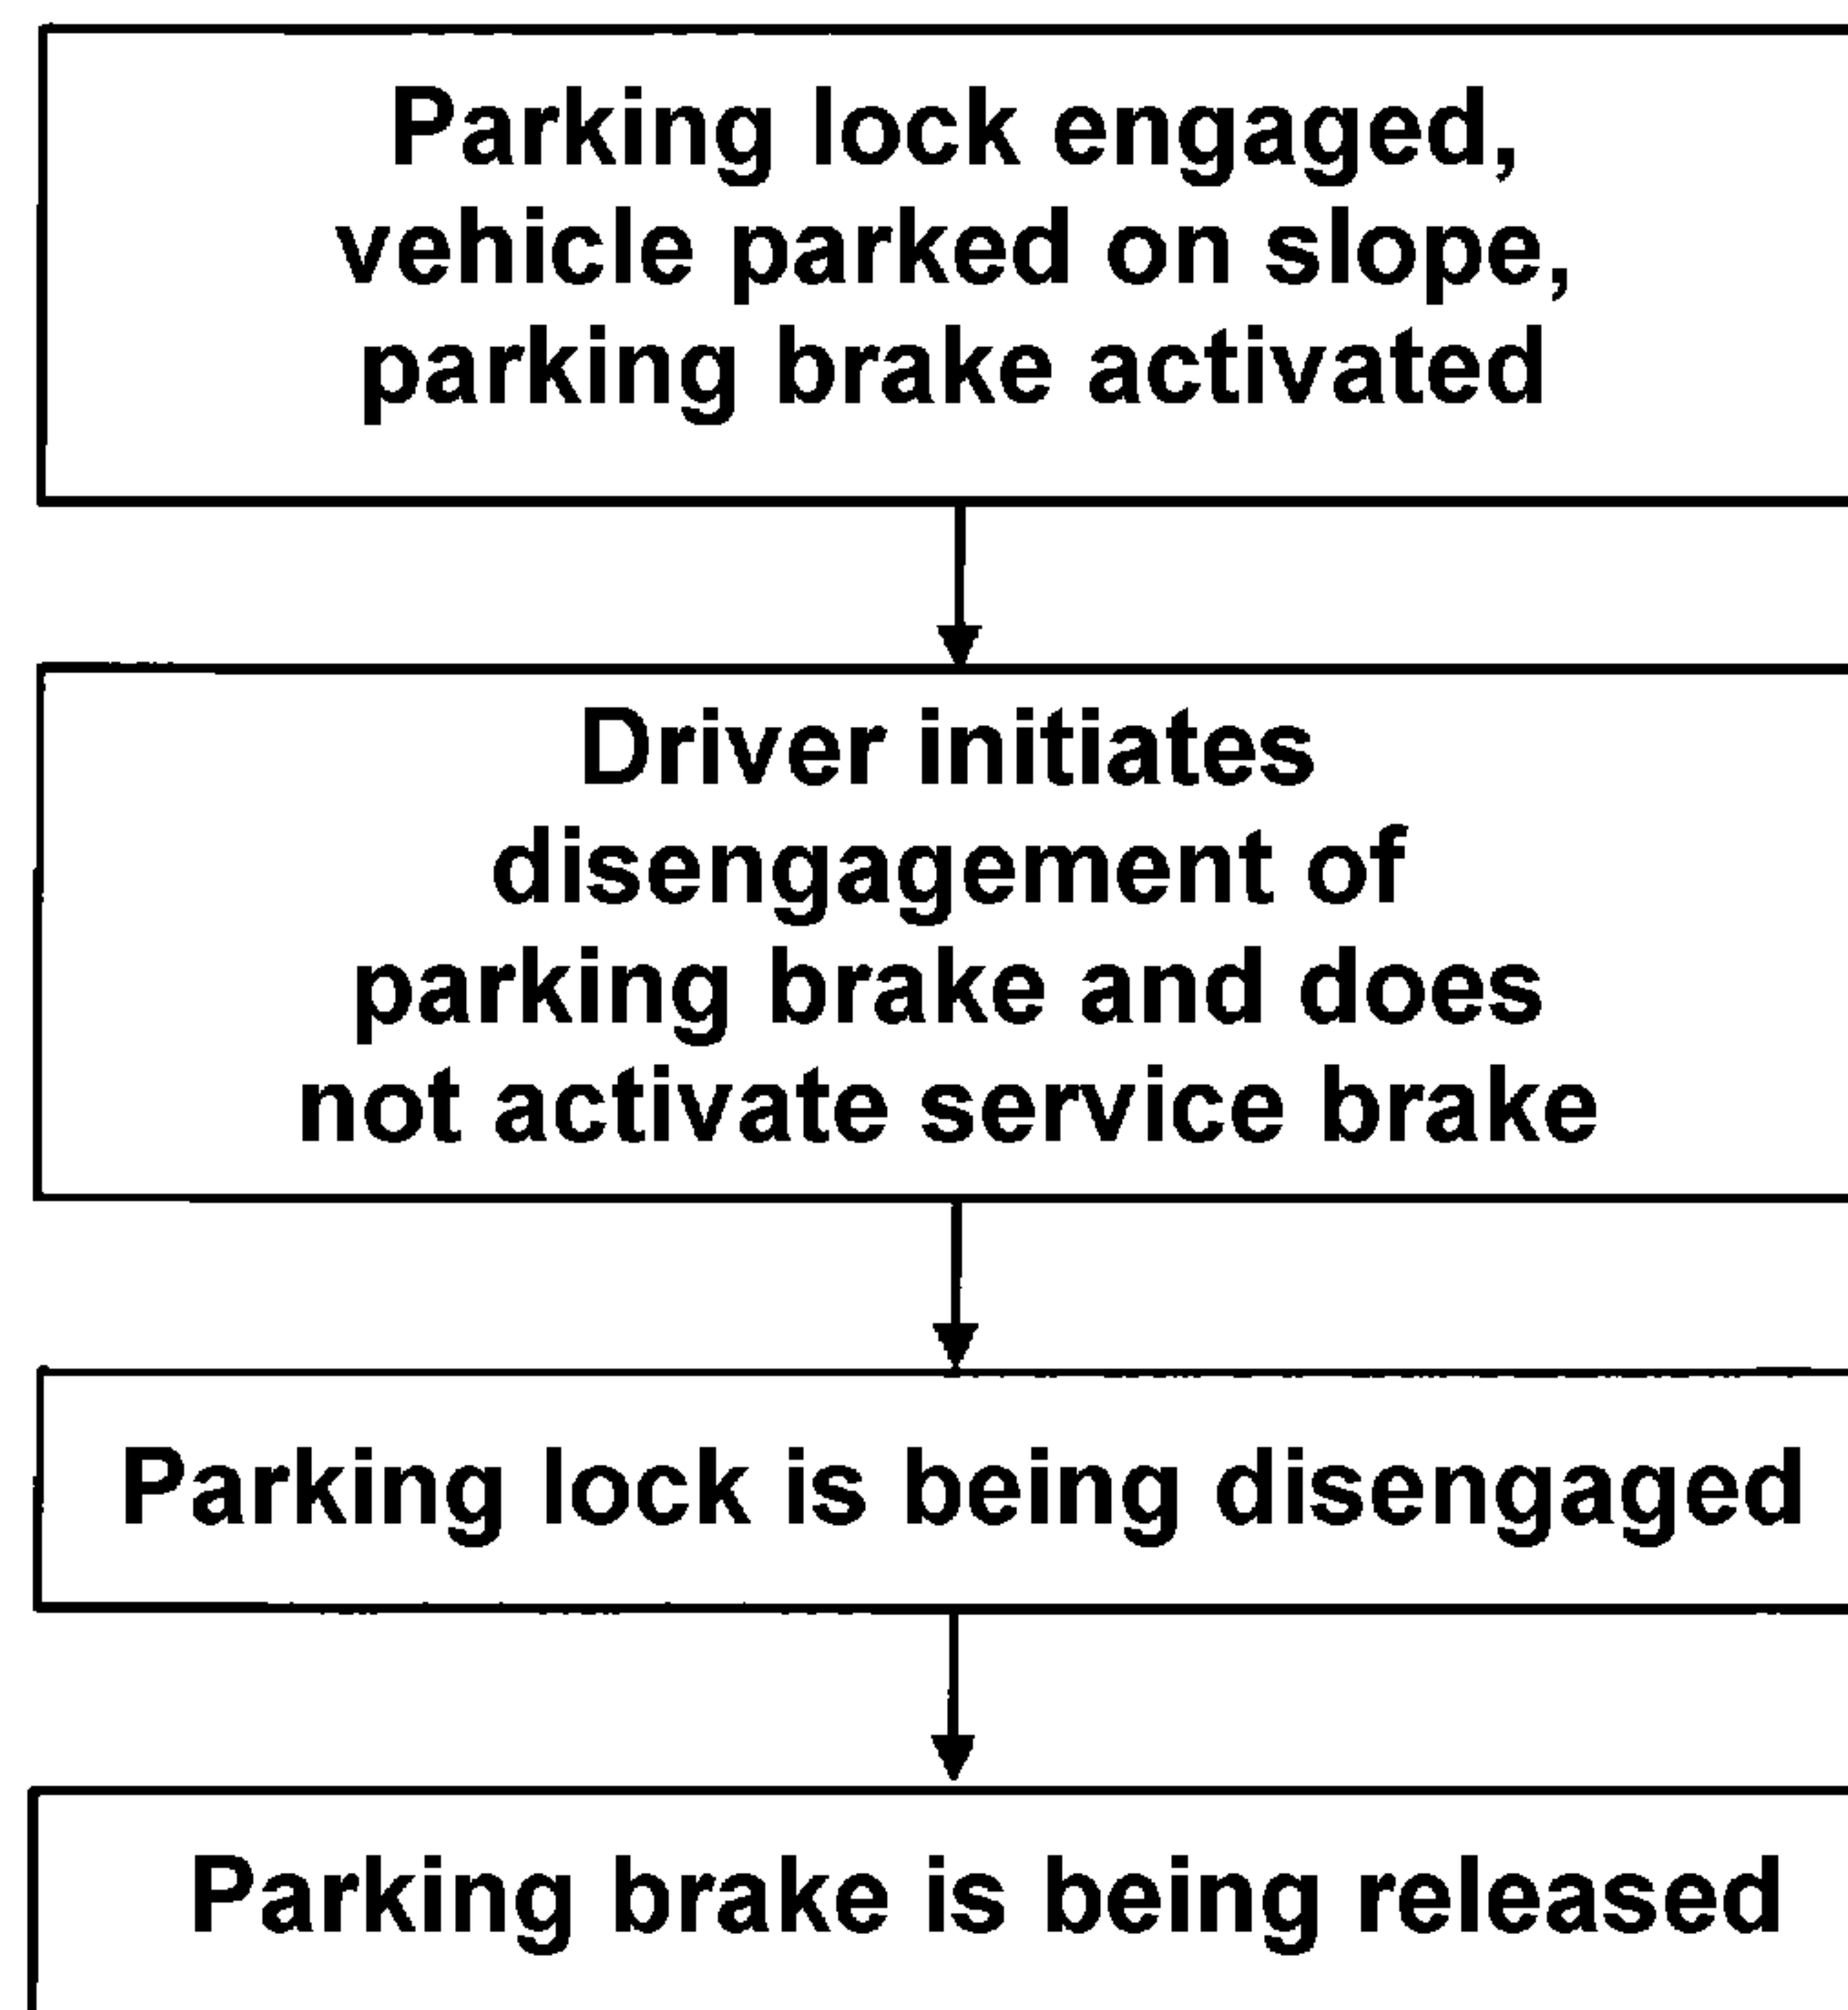 Parking lock engaged,
vehicle parked on slope,
parking brake activated
Driver initiates
disengagement of
parking brake and does
not activate service brake
Parking lock is being disengaged
Parking brake is being released